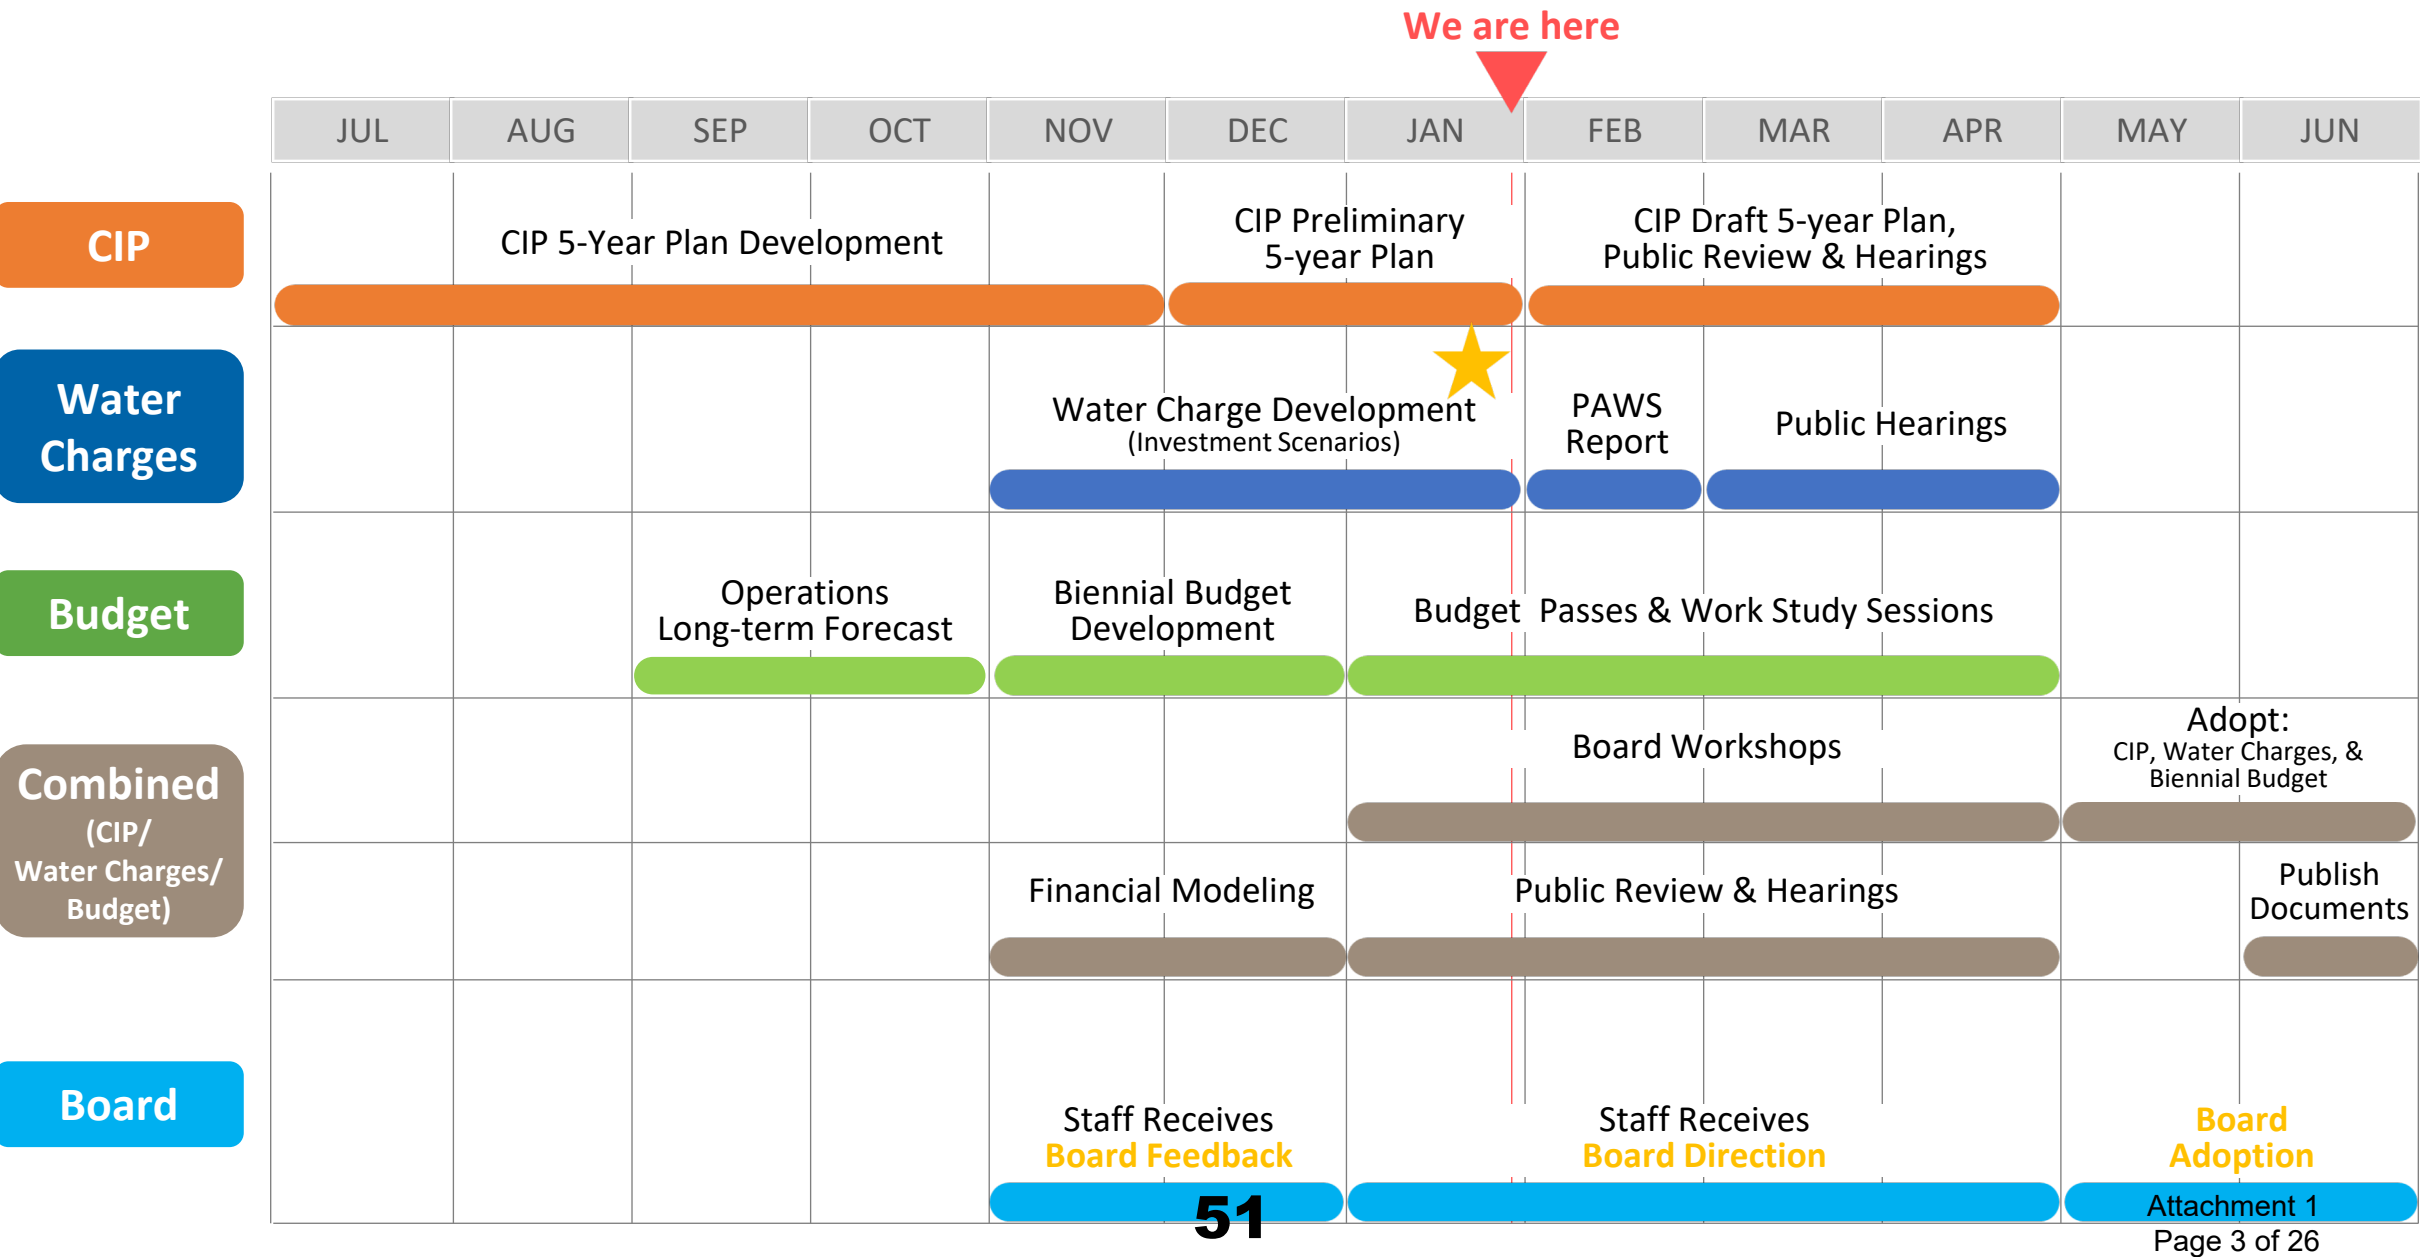 We are here
JUL AUG SEP OCT NOV DEC JAN FEB MAR APR MAY JUN
CIP
CIP 5-Year Plan Development
CIP Preliminary
5-year Plan
CIP Draft 5-year Plan,
Public Review & Hearings
Water
Charges
Water Charge Development
(Investment Scenarios)
PAWS
Report
Public Hearings
Budget
Operations
Long-term Forecast
Biennial Budget
Development
Budget Passes & Work Study Sessions
Combined
(CIP/
Water Charges/
Budget)
Board Workshops
Adopt:
CIP, Water Charges, &
Biennial Budget
Financial Modeling
Public Review & Hearings
Publish
Documents
Board
Staff Receives
Board Feedback
Staff Receives
Board Direction
Board
Adoption
51
Attachment 1
Page 3 of 26